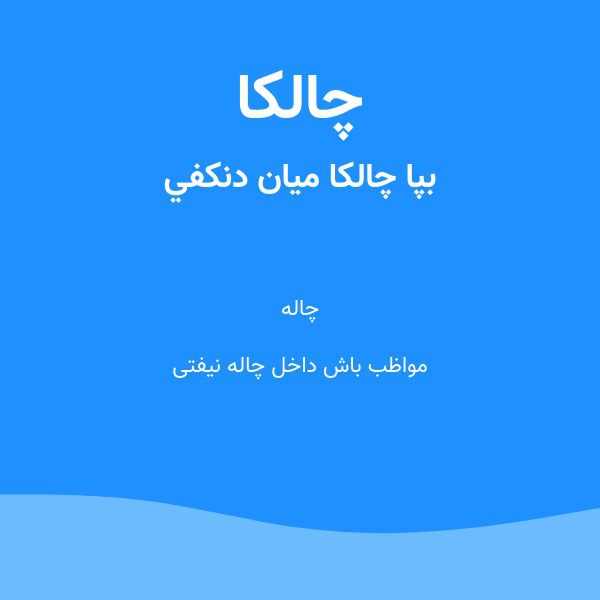 چالکا
بپا چالکا میان دنکفي
چاله
مواظب باش داخل چاله نیفتی